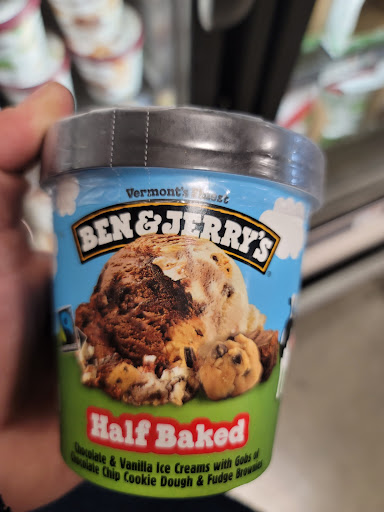 Vermont's Finest
BEN & JERRY'S
Half Baked
Chocolate & Vanilla Ice Creams with Gobs of
Chocolate Chip Cookie Dough & Fudge Brownies